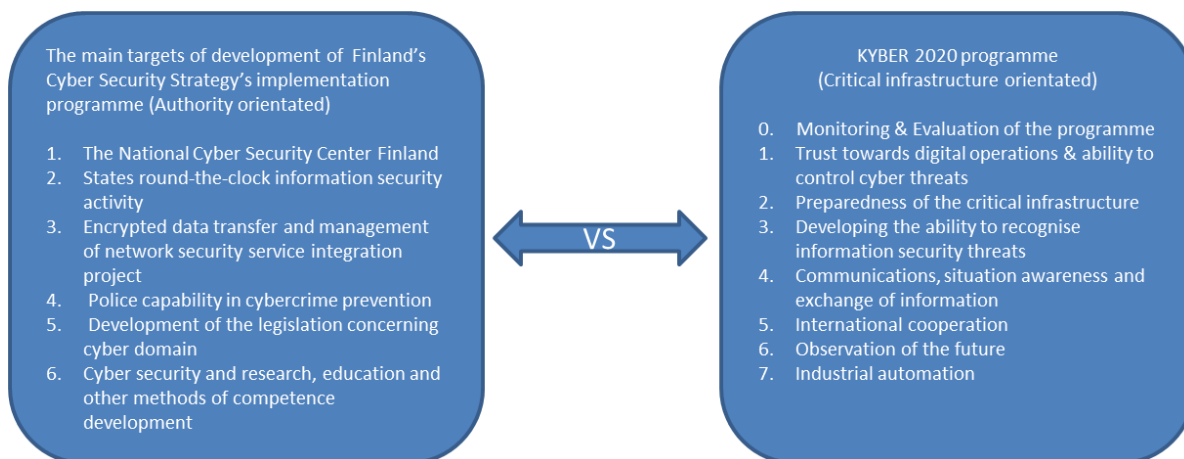 The main targets of development of Finland's
Cyber Security Strategy's implementation
programme (Authority orientated)
1. The National Cyber Security Center Finland
2. States round-the-clock information security
activity
3. Encrypted data transfer and management
of network security service integration
project
4. Police capability in cybercrime prevention
5. Development of the legislation concerning
cyber domain
6. Cyber security and research, education and
other methods of competence
development
VS
KYBER 2020 programme
(Critical infrastructure orientated)
0. Monitoring & Evaluation of the programme
1. Trust towards digital operations & ability to
control cyber threats
2. Preparedness of the critical infrastructure
3. Developing the ability to recognise
information security threats
4. Communications, situation awareness and
exchange of information
5. International cooperation
6. Observation of the future
7. Industrial automation